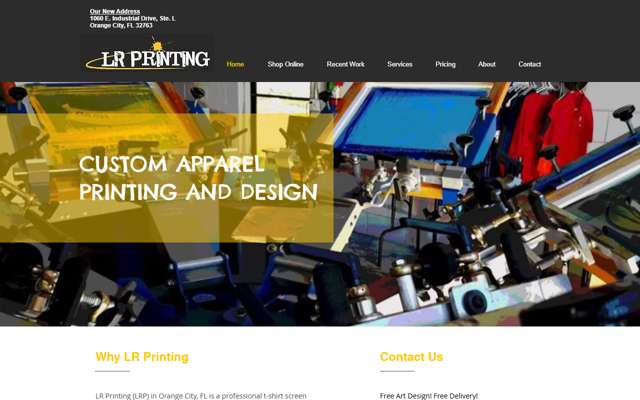 Our New Address
1060 E. Industrial Drive, Ste. L
Orange City, FL 32763
LR PRINTING
Home
Shop Online
Recent Work
Services
Pricing
About
Contact
CUSTOM APPAREL
PRINTING AND DESIGN
Why LR Printing
Contact Us
LR Printing (LRP) in Orange City, FL is a professional t-shirt screen
Free Art Design! Free Delivery!